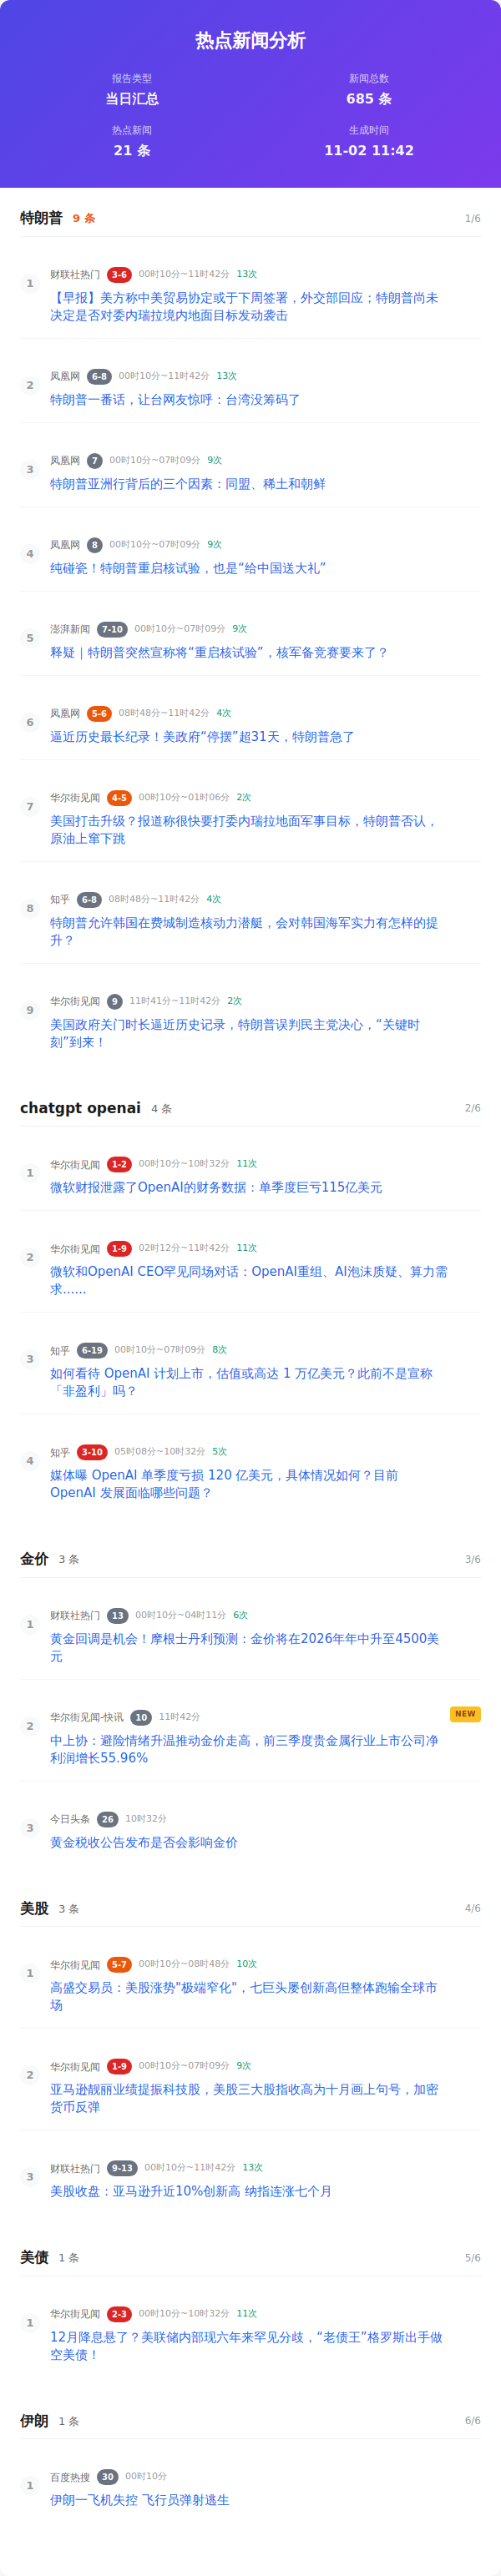 热点新闻分析
报告类型
当日汇总
新闻总数
685 条
热点新闻
21 条
生成时间
11-02 11:42
特朗普 9 条 1/6
1
财联社热门 3-6 00时10分~11时42分 13次
【早报】美方称中美贸易协定或于下周签署，外交部回应；特朗普尚未
决定是否对委内瑞拉境内地面目标发动袭击
2
凤凰网 6-8 00时10分~11时42分 13次
特朗普一番话，让台网友惊呼：台湾没筹码了
3
凤凰网 7 00时10分~07时09分 9次
特朗普亚洲行背后的三个因素：同盟、稀土和朝鲜
4
凤凰网 8 00时10分~07时09分 9次
纯碰瓷！特朗普重启核试验，也是“给中国送大礼”
5
澎湃新闻 7-10 00时10分~07时09分 9次
释疑｜特朗普突然宣称将“重启核试验”，核军备竞赛要来了？
6
凤凰网 5-6 08时48分~11时42分 4次
逼近历史最长纪录！美政府“停摆”超31天，特朗普急了
7
华尔街见闻 4-5 00时10分~01时06分 2次
美国打击升级？报道称很快要打委内瑞拉地面军事目标，特朗普否认，
原油上窜下跳
8
知乎 6-8 08时48分~11时42分 4次
特朗普允许韩国在费城制造核动力潜艇，会对韩国海军实力有怎样的提
升？
9
华尔街见闻 9 11时41分~11时42分 2次
美国政府关门时长逼近历史记录，特朗普误判民主党决心，“关键时
刻”到来！
chatgpt openai 4 条 2/6
1
华尔街见闻 1-2 00时10分~10时32分 11次
微软财报泄露了OpenAI的财务数据：单季度巨亏115亿美元
2
华尔街见闻 1-9 02时12分~11时42分 11次
微软和OpenAI CEO罕见同场对话：OpenAI重组、AI泡沫质疑、算力需
求……
3
知乎 6-19 00时10分~07时09分 8次
如何看待 OpenAI 计划上市，估值或高达 1 万亿美元？此前不是宣称
「非盈利」吗？
4
知乎 3-10 05时08分~10时32分 5次
媒体曝 OpenAI 单季度亏损 120 亿美元，具体情况如何？目前
OpenAI 发展面临哪些问题？
金价 3 条 3/6
1
财联社热门 13 00时10分~04时11分 6次
黄金回调是机会！摩根士丹利预测：金价将在2026年年中升至4500美
元
2
华尔街见闻-快讯 10 11时42分 NEW
中上协：避险情绪升温推动金价走高，前三季度贵金属行业上市公司净
利润增长55.96%
3
今日头条 26 10时32分
黄金税收公告发布是否会影响金价
美股 3 条 4/6
1
华尔街见闻 5-7 00时10分~08时48分 10次
高盛交易员：美股涨势"极端窄化"，七巨头屡创新高但整体跑输全球市
场
2
华尔街见闻 1-9 00时10分~07时09分 9次
亚马逊靓丽业绩提振科技股，美股三大股指收高为十月画上句号，加密
货币反弹
3
财联社热门 9-13 00时10分~11时42分 13次
美股收盘：亚马逊升近10%创新高 纳指连涨七个月
美债 1 条 5/6
1
华尔街见闻 2-3 00时10分~10时32分 11次
12月降息悬了？美联储内部现六年来罕见分歧，“老债王”格罗斯出手做
空美债！
伊朗 1 条 6/6
1
百度热搜 30 00时10分
伊朗一飞机失控 飞行员弹射逃生